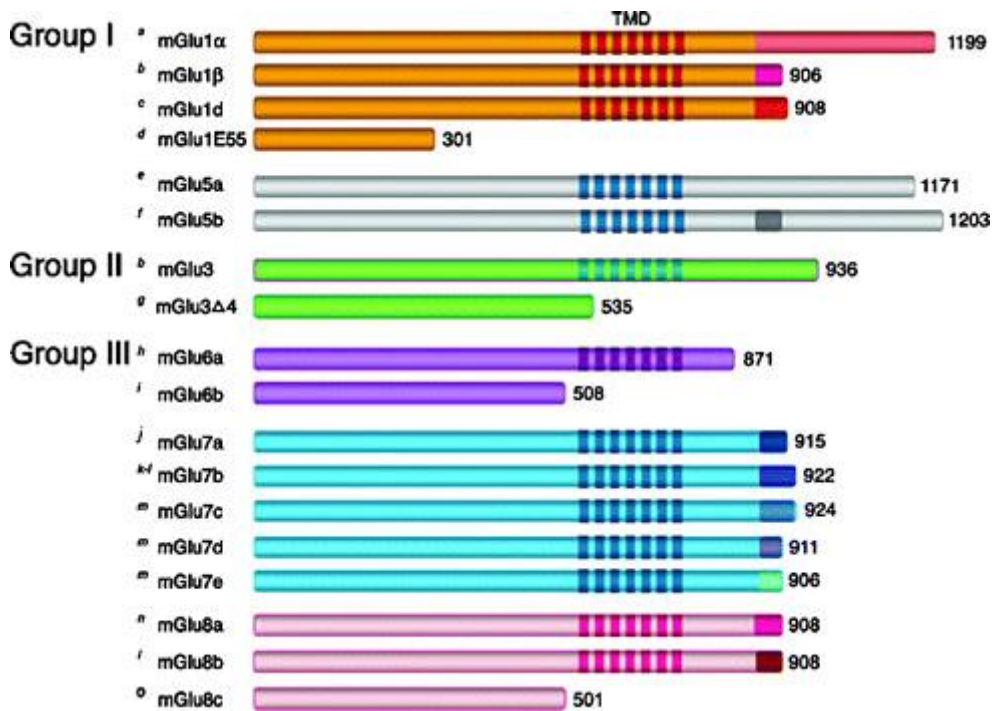 TMD
Group I a mGlu1α 1199
b mGlu1β 906
c mGlu1d 908
d mGlu1E55 301
e mGlu5a 1171
f mGlu5b 1203
Group II b mGlu3 936
g mGlu3Δ4 535
Group III h mGlu6a 871
i mGlu6b 508
j mGlu7a 915
k-l mGlu7b 922
m mGlu7c 924
m mGlu7d 911
m mGlu7e 906
n mGlu8a 908
i mGlu8b 908
o mGlu8c 501